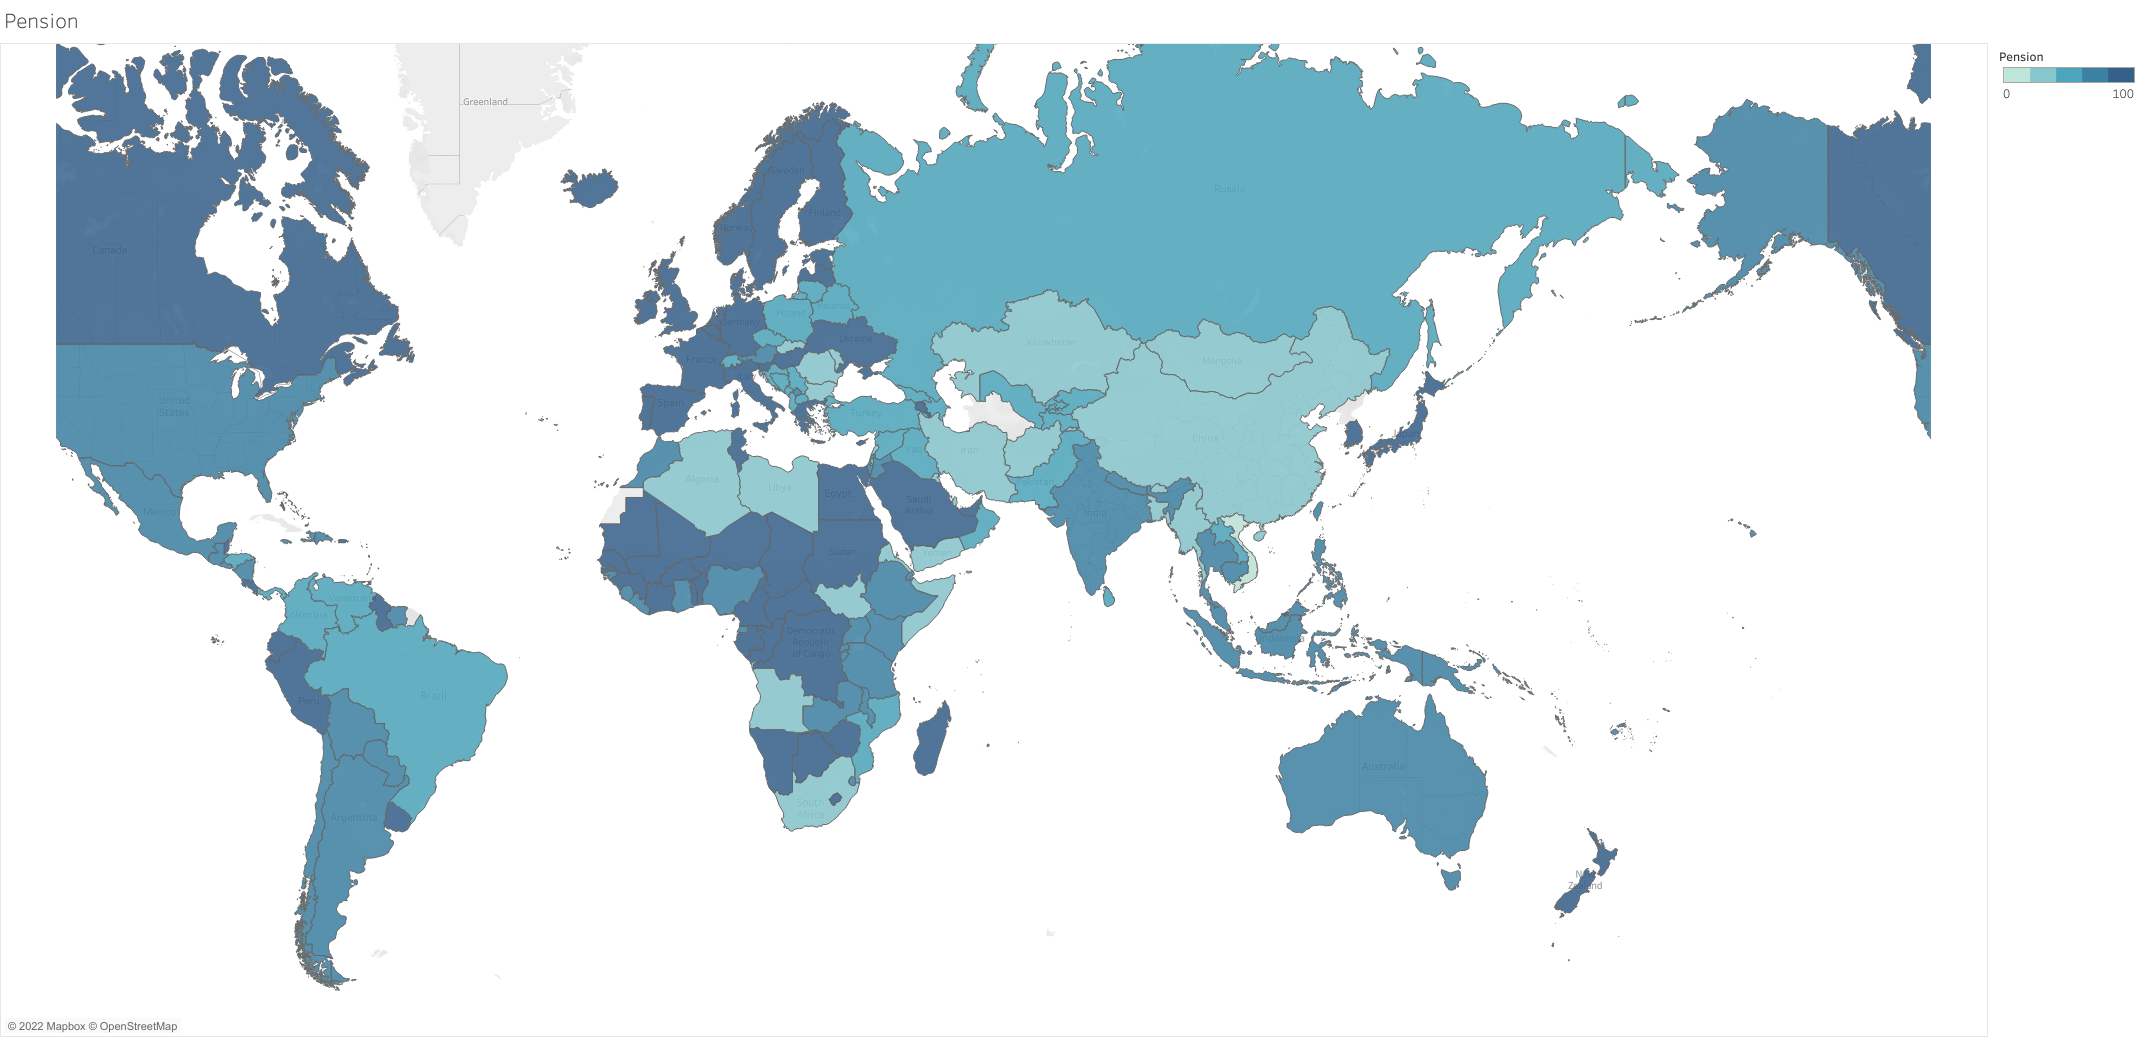 Pension
Pension
0 100
Greenland
Russia
Sweden
Finland
Norway
Canada
Belarus
Poland
Germany
Ukraine
France
Kazakhstan
Mongolia
United
States
Spain
Turkey
China
Iraq
Iran
Algeria
Libya
Pakistan
Egypt
Saudi
Arabia
Mexico
India
Sudan
Yemen
Venezuela
Colombia
Democratic
Republic
of Congo
Indonesia
Brazil
Peru
Australia
South
Africa
Argentina
© 2022 Mapbox © OpenStreetMap